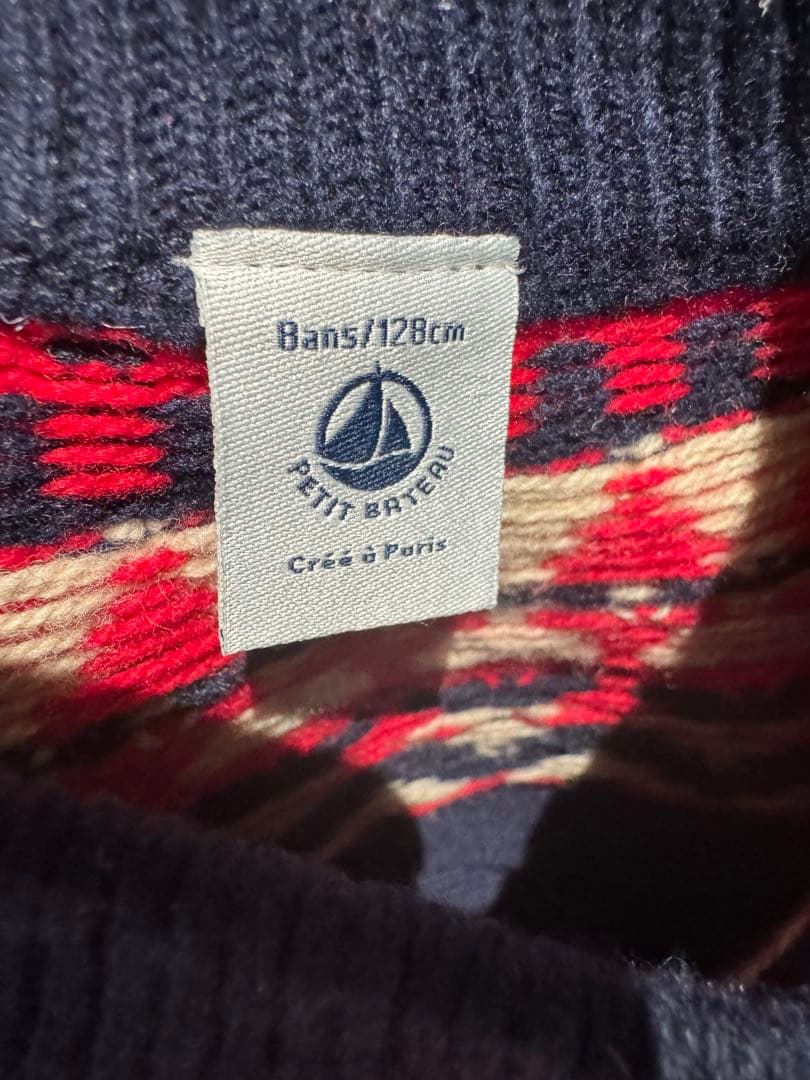 8ans/128cm
PETIT BATEAU
Créé à Paris